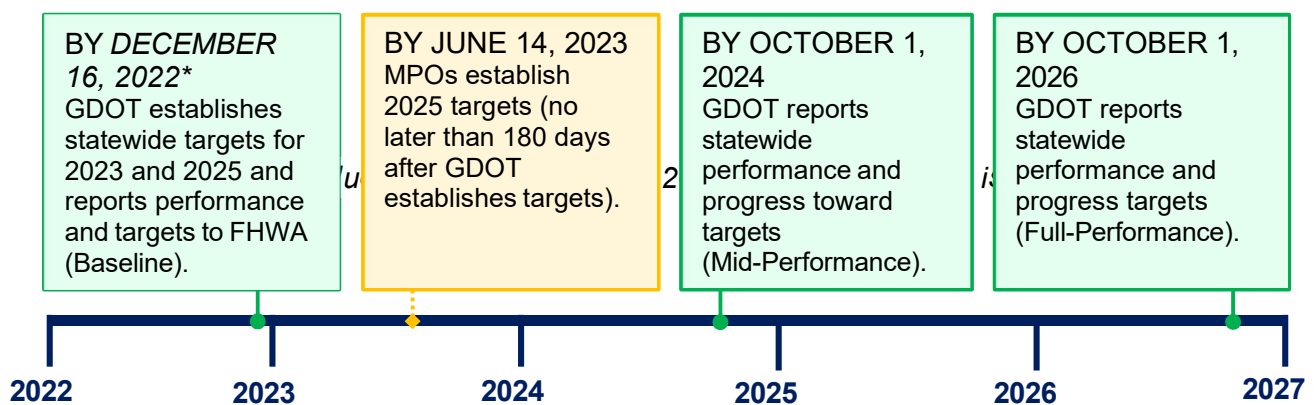 BY DECEMBER
16, 2022*
GDOT establishes
statewide targets for
2023 and 2025 and
reports performance
and targets to FHWA
(Baseline).
BY JUNE 14, 2023
MPOs establish
2025 targets (no
later than 180 days
after GDOT
establishes targets).
BY OCTOBER 1,
2024
GDOT reports
statewide
performance and
progress toward
targets
(Mid-Performance).
BY OCTOBER 1,
2026
GDOT reports
statewide
performance and
progress targets
(Full-Performance).
2022
2023
2024
2025
2026
2027